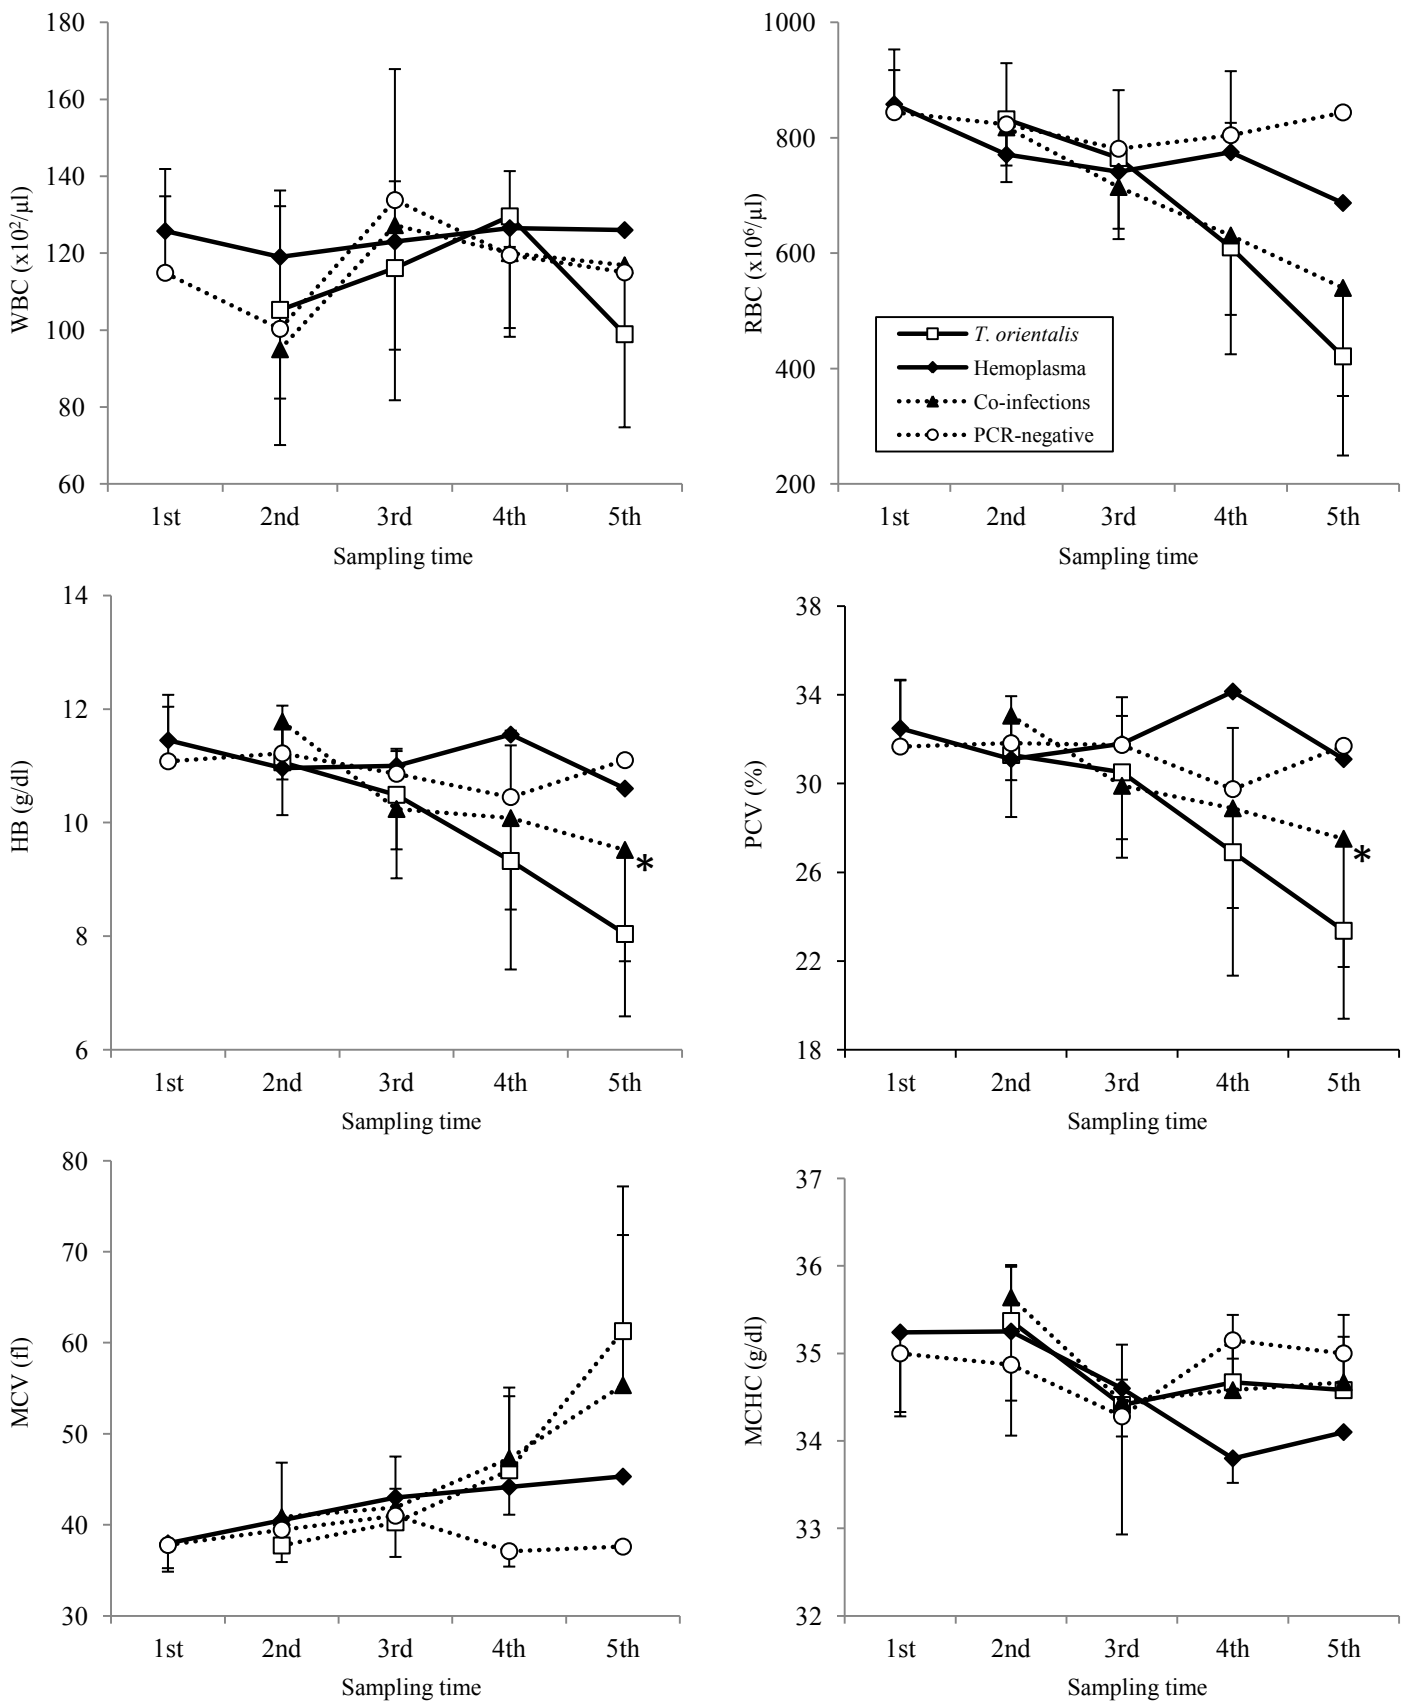 180
160
140
120
100
80
60
WBC (x10²/µl)
1st 2nd 3rd 4th 5th
Sampling time
1000
800
600
400
200
RBC (x10⁶/µl)
T. orientalis
Hemoplasma
Co-infections
PCR-negative
1st 2nd 3rd 4th 5th
Sampling time
14
12
10
8
6
HB (g/dl)
*
1st 2nd 3rd 4th 5th
Sampling time
38
34
30
26
22
18
PCV (%)
*
1st 2nd 3rd 4th 5th
Sampling time
80
70
60
50
40
30
MCV (fl)
1st 2nd 3rd 4th 5th
Sampling time
37
36
35
34
33
32
MCHC (g/dl)
1st 2nd 3rd 4th 5th
Sampling time